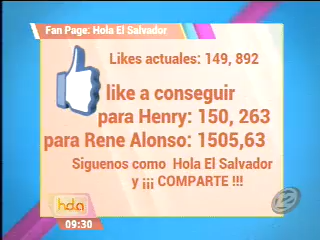 Fan Page: Hola El Salvador
Likes actuales: 149, 892
like a conseguir
para Henry: 150, 263
para Rene Alonso: 1505,63
Siguenos como Hola El Salvador
y ¡¡¡ COMPARTE !!!
hda
09:30
12